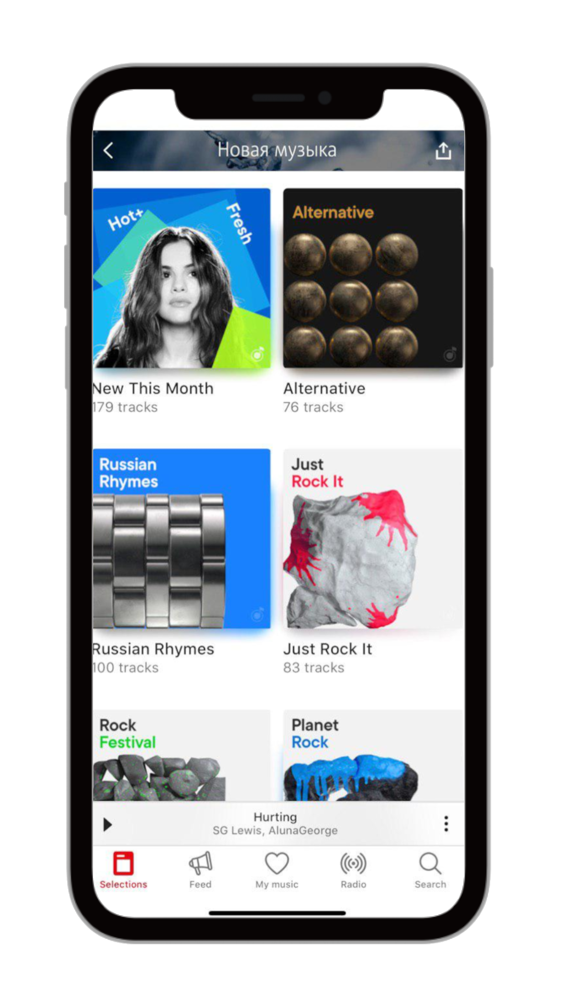 Новая музыка
Hot+
Fresh
Alternative
New This Month
179 tracks
Alternative
76 tracks
Russian
Rhymes
Just
Rock It
Russian Rhymes
100 tracks
Just Rock It
83 tracks
Rock
Festival
Planet
Rock
Hurting
SG Lewis, AlunaGeorge
Selections
Feed
My music
Radio
Search